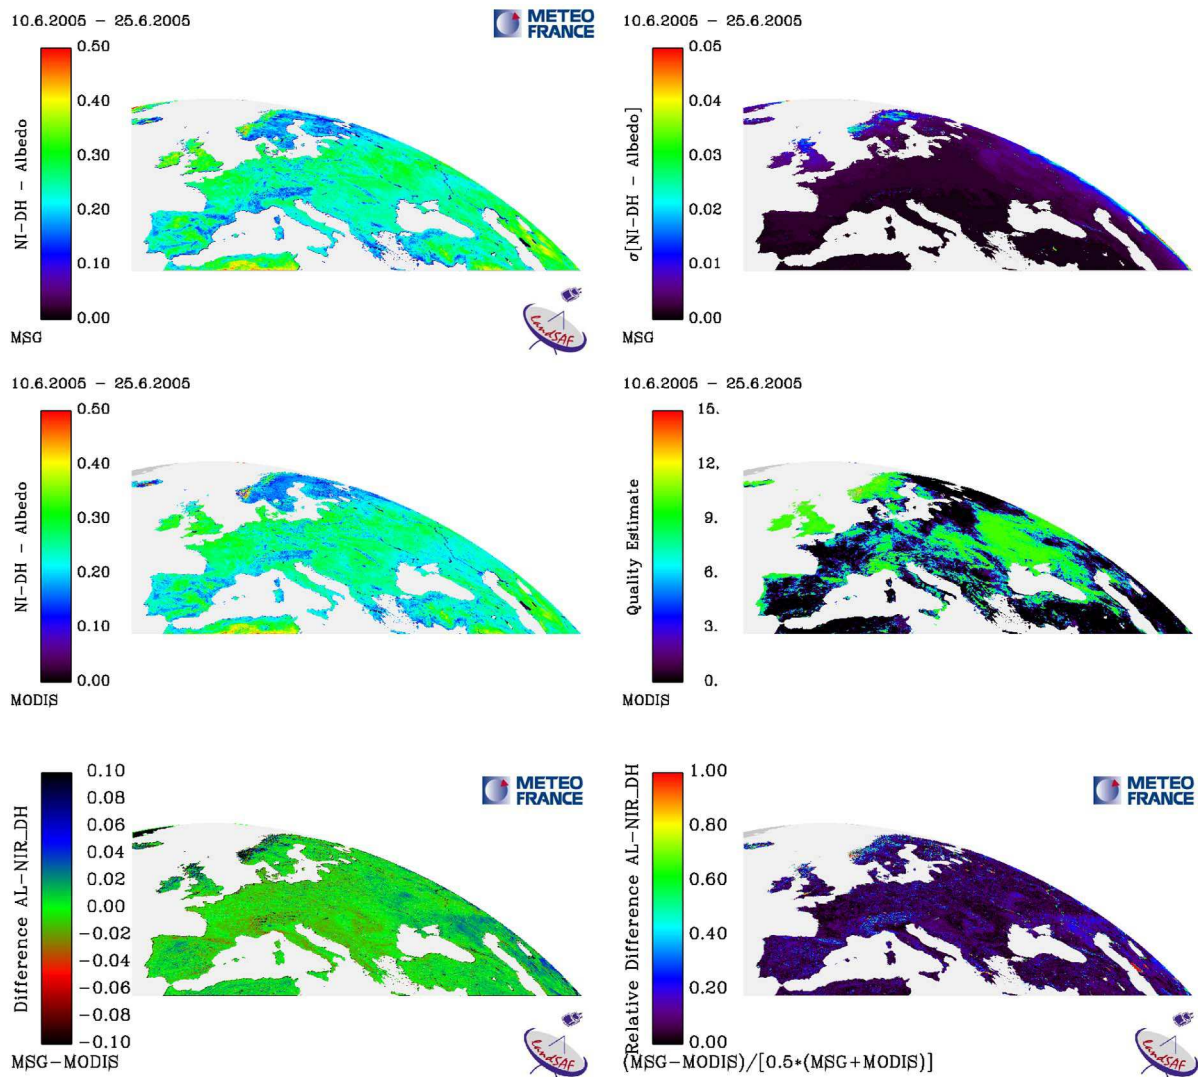 10.6.2005 – 25.6.2005
METEO
FRANCE
NI-DH – Albedo
0.50
0.40
0.30
0.20
0.10
0.00
MSG
LandSAF
10.6.2005 – 25.6.2005
σ[NI-DH – Albedo]
0.05
0.04
0.03
0.02
0.01
0.00
MSG
10.6.2005 – 25.6.2005
NI-DH – Albedo
0.50
0.40
0.30
0.20
0.10
0.00
MODIS
10.6.2005 – 25.6.2005
Quality Estimate
15.
12.
9.
6.
3.
0.
MODIS
Difference AL-NIR_DH
0.10
0.08
0.06
0.04
0.02
0.00
-0.02
-0.04
-0.06
-0.08
-0.10
METEO
FRANCE
MSG-MODIS
LandSAF
Relative Difference AL-NIR_DH
1.00
0.80
0.60
0.40
0.20
0.00
METEO
FRANCE
(MSG-MODIS)/[0.5*(MSG+MODIS)]
LandSAF